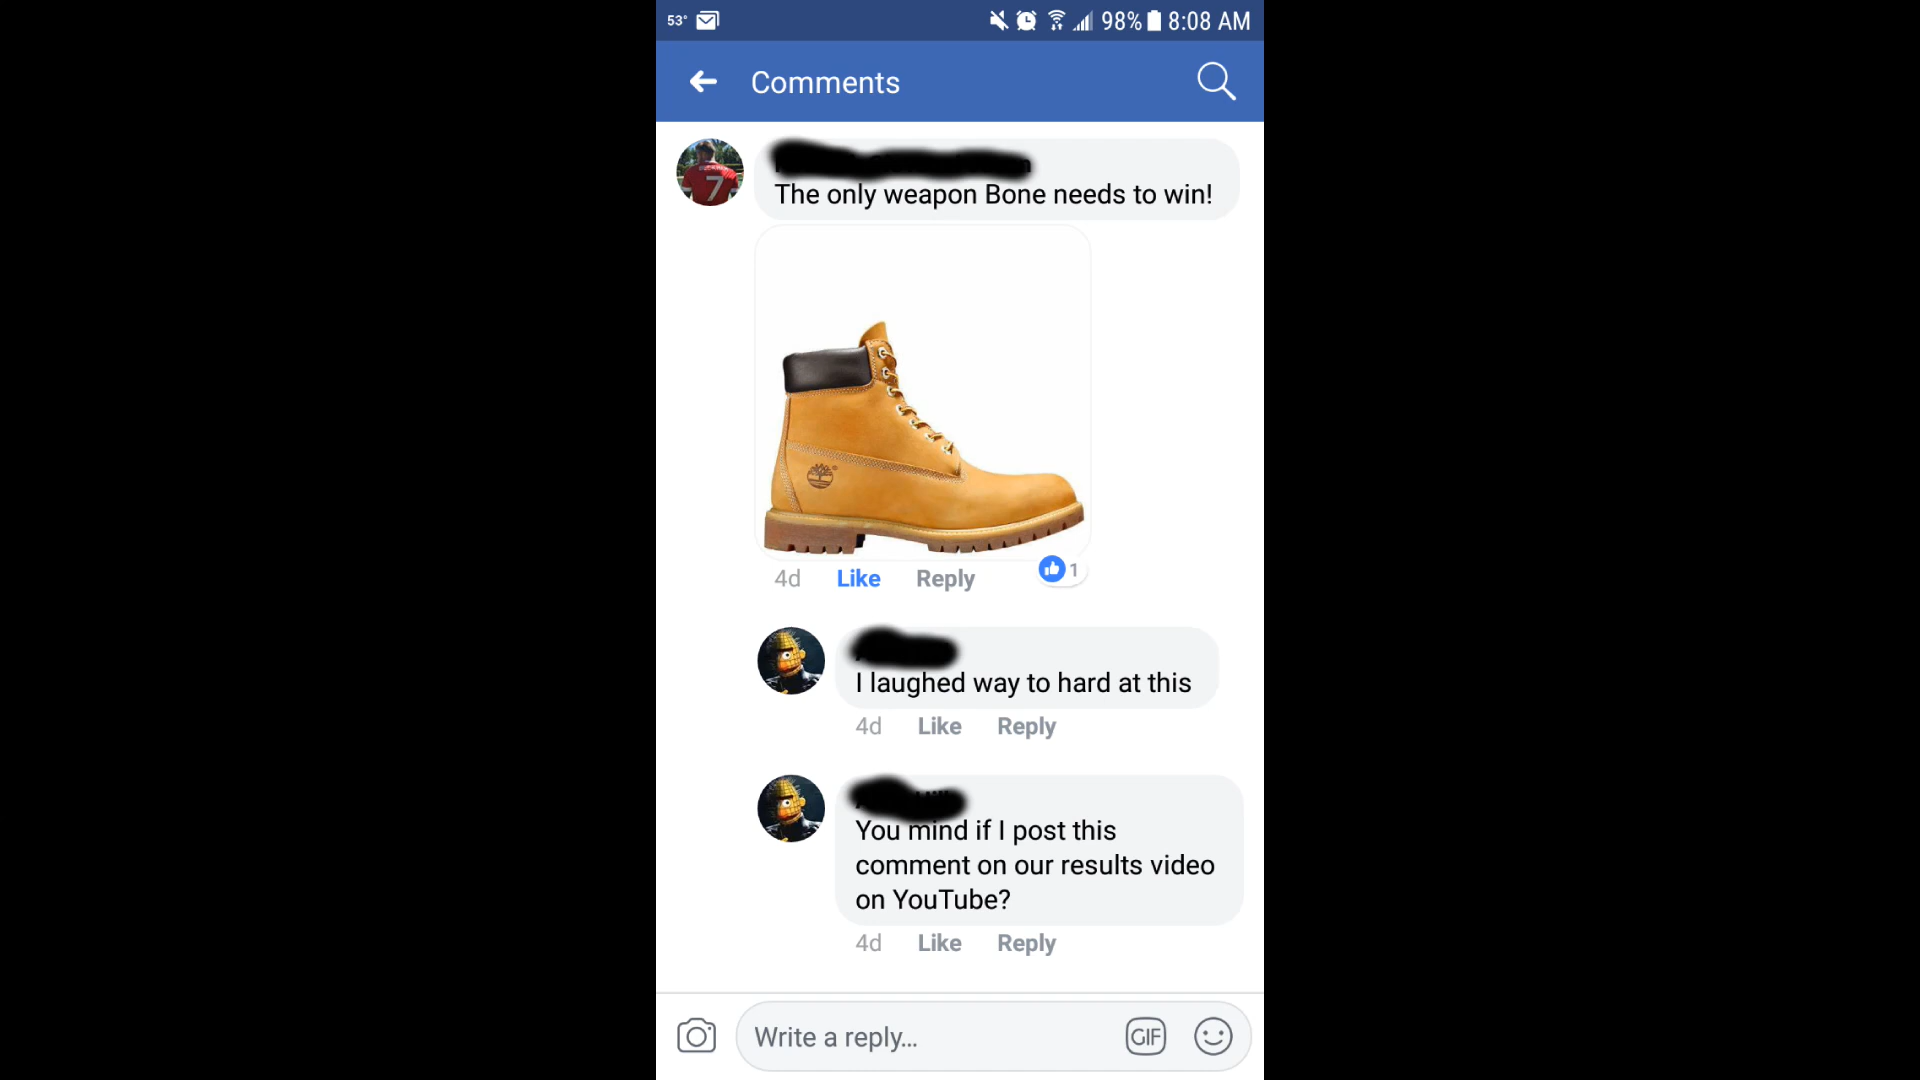 53°
98% 8:08 AM
Comments
7
The only weapon Bone needs to win!
4d Like Reply 1
I laughed way to hard at this
4d Like Reply
You mind if I post this
comment on our results video
on YouTube?
4d Like Reply
Write a reply...
GIF